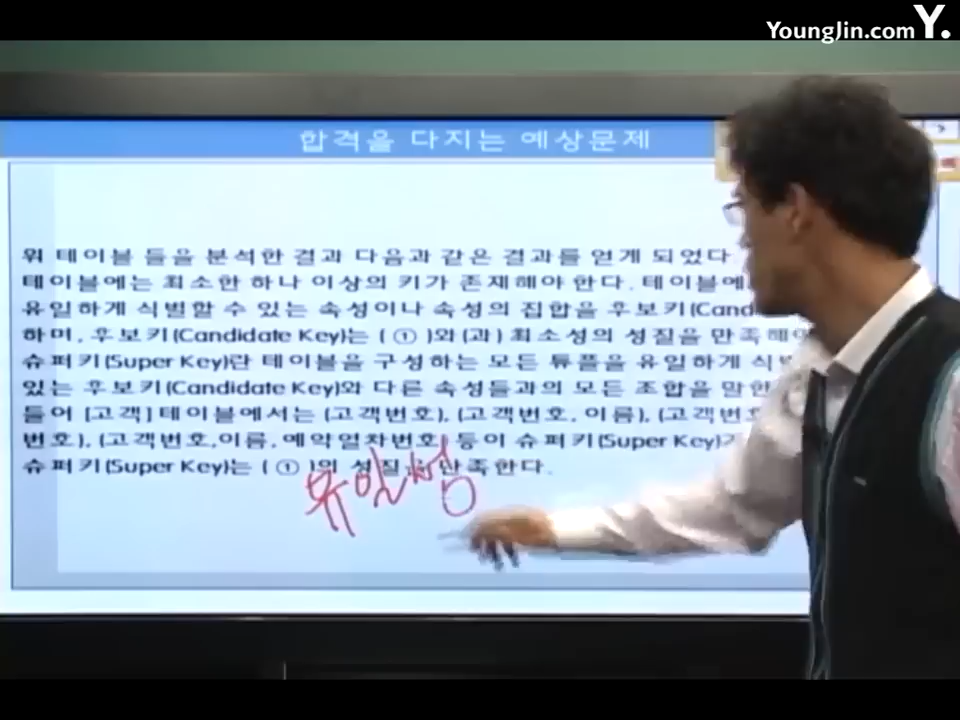 YoungJin.com Y.
합격을 다지는 예상문제
위 테이블 들을 분석한 결과 다음과 같은 결과를 얻게 되었다
테이블에는 최소한 하나 이상의 키가 존재해야 한다. 테이블에
유일하게 식별할 수 있는 속성이나 속성의 집합을 후보키(Cand
하며, 후보키(Candidate Key)는 ( ① )와(과) 최소성의 성질을 만족해야
슈퍼키(Super Key)란 테이블을 구성하는 모든 튜플을 유일하게 식별
있는 후보키(Candidate Key)와 다른 속성들과의 모든 조합을 말한
들어 [고객] 테이블에서는 (고객번호), (고객번호, 이름), (고객번호
번호), (고객번호,이름, 예약열차번호) 등이 슈퍼키(Super Key)
슈퍼키(Super Key)는 ( ① )의 성질을 만족한다.
유일성